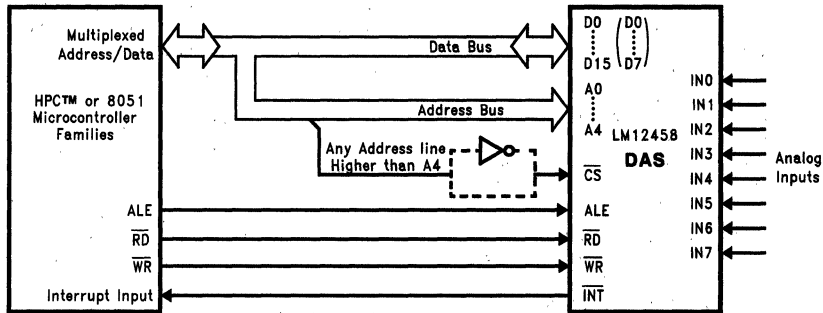 Multiplexed
Address/Data
HPC™ or 8051
Microcontroller
Families
ALE
RD
WR
Interrupt Input
Data Bus
Address Bus
Any Address line
Higher than A4
D0 (D0
D15 D7)
A0
A4
LM12458
DAS
CS
ALE
RD
WR
INT
IN0
IN1
IN2
IN3
IN4
IN5
IN6
IN7
Analog
Inputs